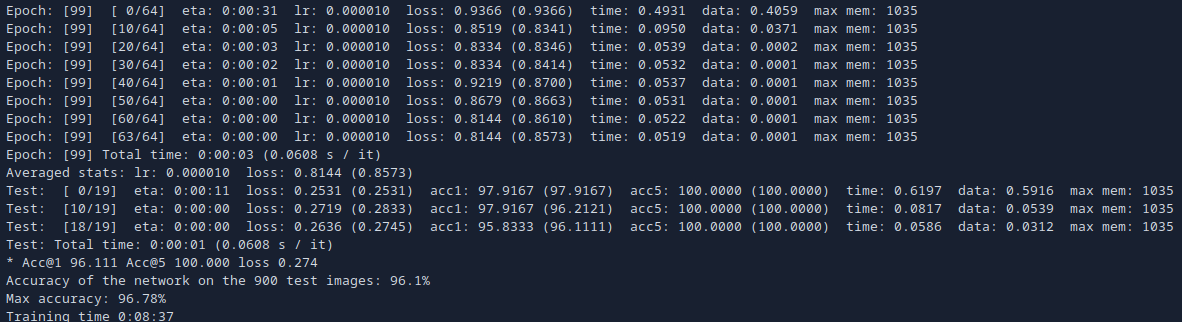 Epoch: [99]  [ 0/64]  eta: 0:00:31  lr: 0.000010  loss: 0.9366 (0.9366)  time: 0.4931  data: 0.4059  max mem: 1035
Epoch: [99]  [10/64]  eta: 0:00:05  lr: 0.000010  loss: 0.8519 (0.8341)  time: 0.0950  data: 0.0371  max mem: 1035
Epoch: [99]  [20/64]  eta: 0:00:03  lr: 0.000010  loss: 0.8334 (0.8346)  time: 0.0539  data: 0.0002  max mem: 1035
Epoch: [99]  [30/64]  eta: 0:00:02  lr: 0.000010  loss: 0.8334 (0.8414)  time: 0.0532  data: 0.0001  max mem: 1035
Epoch: [99]  [40/64]  eta: 0:00:01  lr: 0.000010  loss: 0.9219 (0.8700)  time: 0.0537  data: 0.0001  max mem: 1035
Epoch: [99]  [50/64]  eta: 0:00:00  lr: 0.000010  loss: 0.8679 (0.8663)  time: 0.0531  data: 0.0001  max mem: 1035
Epoch: [99]  [60/64]  eta: 0:00:00  lr: 0.000010  loss: 0.8144 (0.8610)  time: 0.0522  data: 0.0001  max mem: 1035
Epoch: [99]  [63/64]  eta: 0:00:00  lr: 0.000010  loss: 0.8144 (0.8573)  time: 0.0519  data: 0.0001  max mem: 1035
Epoch: [99] Total time: 0:00:03 (0.0608 s / it)
Averaged stats: lr: 0.000010  loss: 0.8144 (0.8573)
Test:  [ 0/19]  eta: 0:00:11  loss: 0.2531 (0.2531)  acc1: 97.9167 (97.9167)  acc5: 100.0000 (100.0000)  time: 0.6197  data: 0.5916  max mem: 1035
Test:  [10/19]  eta: 0:00:00  loss: 0.2719 (0.2833)  acc1: 97.9167 (96.2121)  acc5: 100.0000 (100.0000)  time: 0.0817  data: 0.0539  max mem: 1035
Test:  [18/19]  eta: 0:00:00  loss: 0.2636 (0.2745)  acc1: 95.8333 (96.1111)  acc5: 100.0000 (100.0000)  time: 0.0586  data: 0.0312  max mem: 1035
Test: Total time: 0:00:01 (0.0608 s / it)
* Acc@1 96.111 Acc@5 100.000 loss 0.274
Accuracy of the network on the 900 test images: 96.1%
Max accuracy: 96.78%
Training time 0:08:37